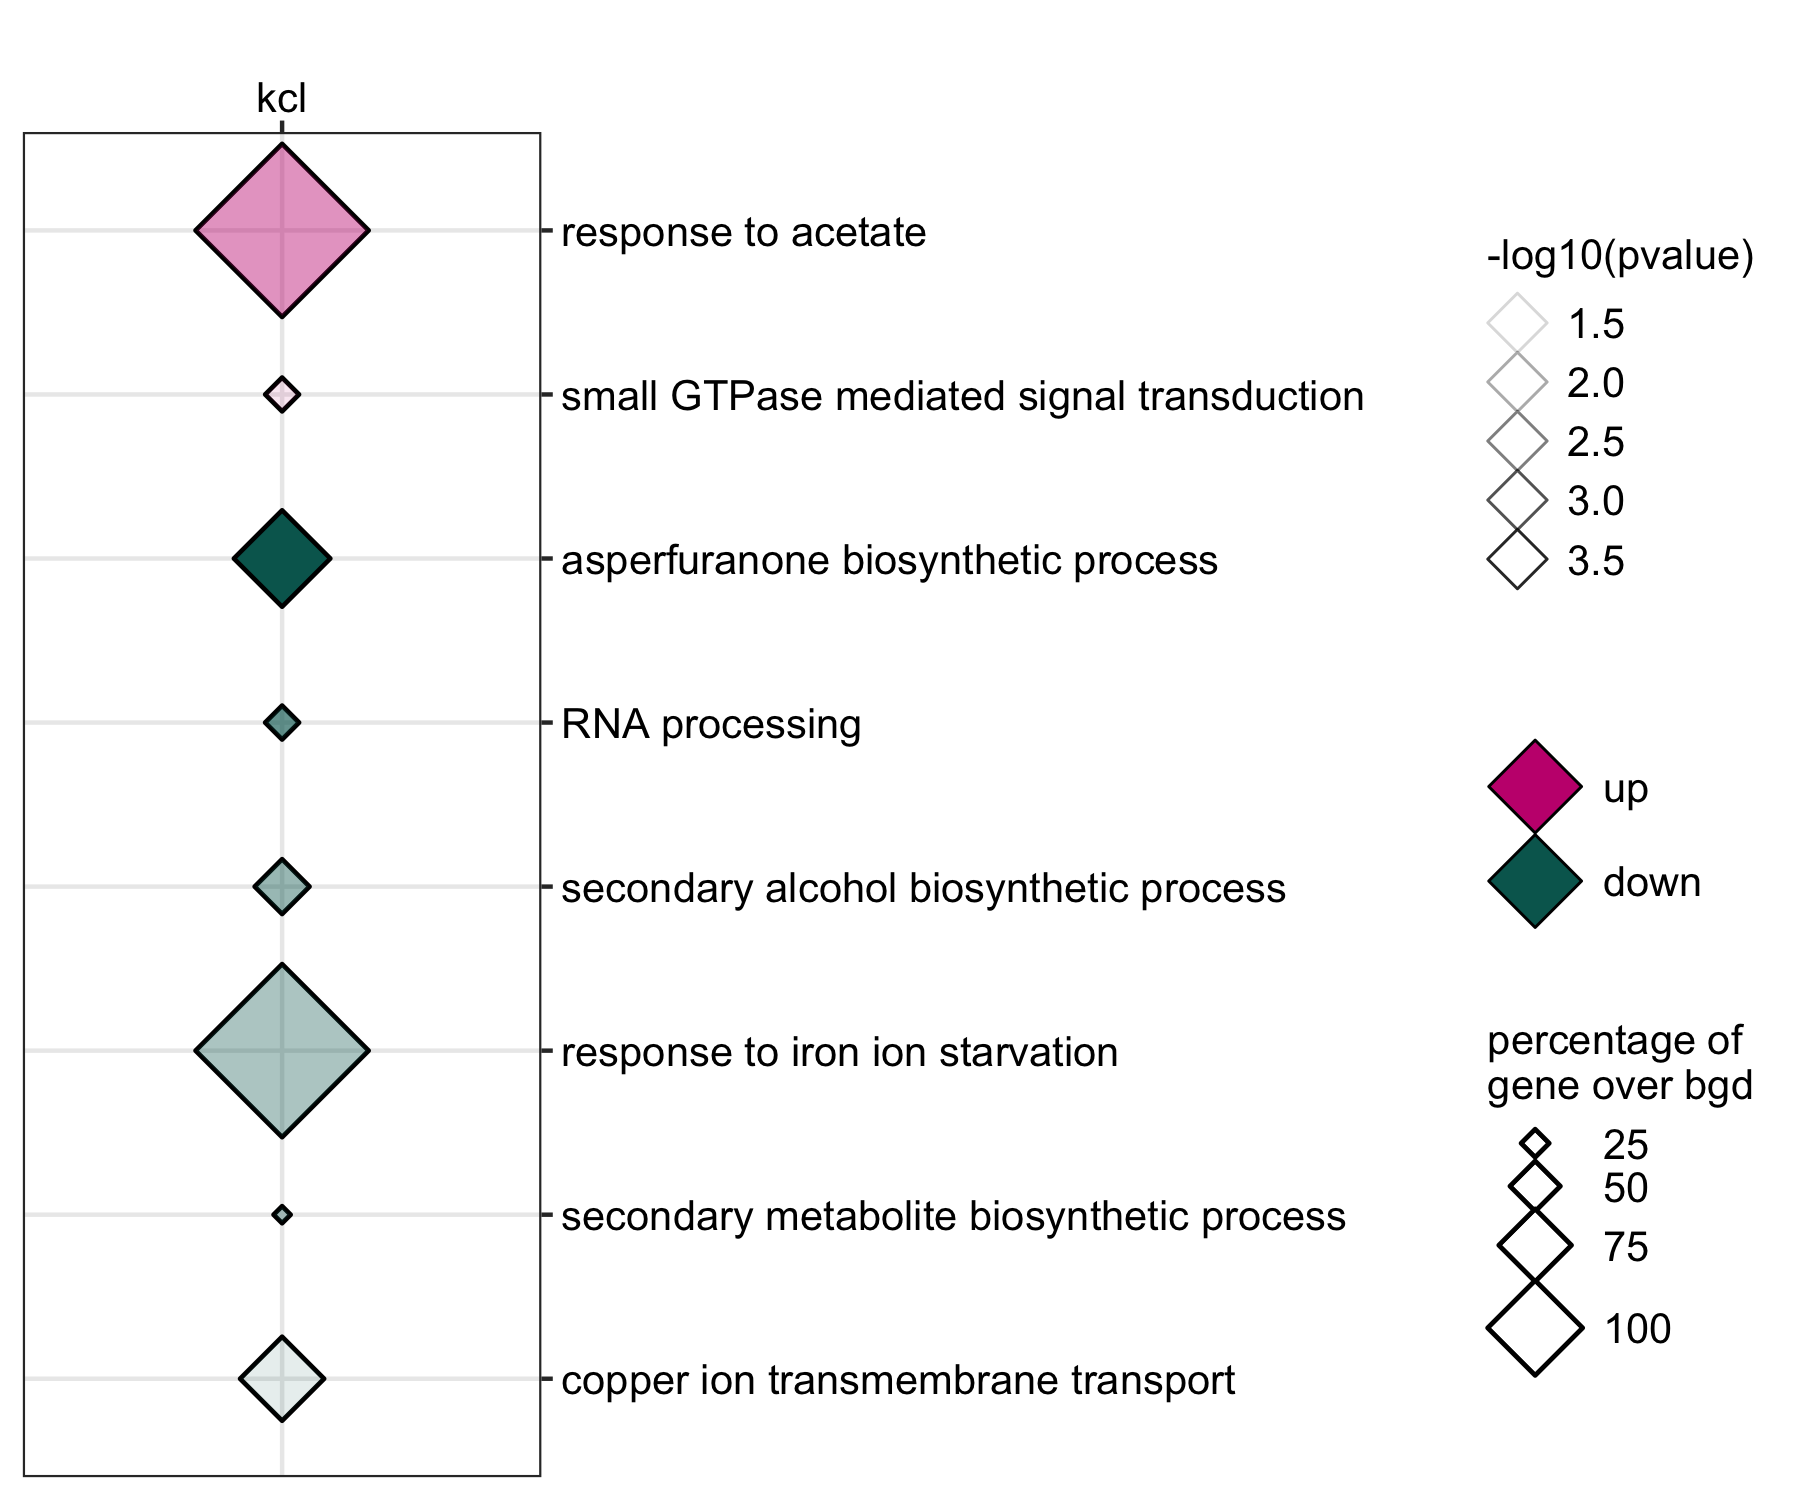 kcl
response to acetate
small GTPase mediated signal transduction
asperfuranone biosynthetic process
RNA processing
secondary alcohol biosynthetic process
response to iron ion starvation
secondary metabolite biosynthetic process
copper ion transmembrane transport
-log10(pvalue)
1.5
2.0
2.5
3.0
3.5
up
down
percentage of
gene over bgd
25
50
75
100